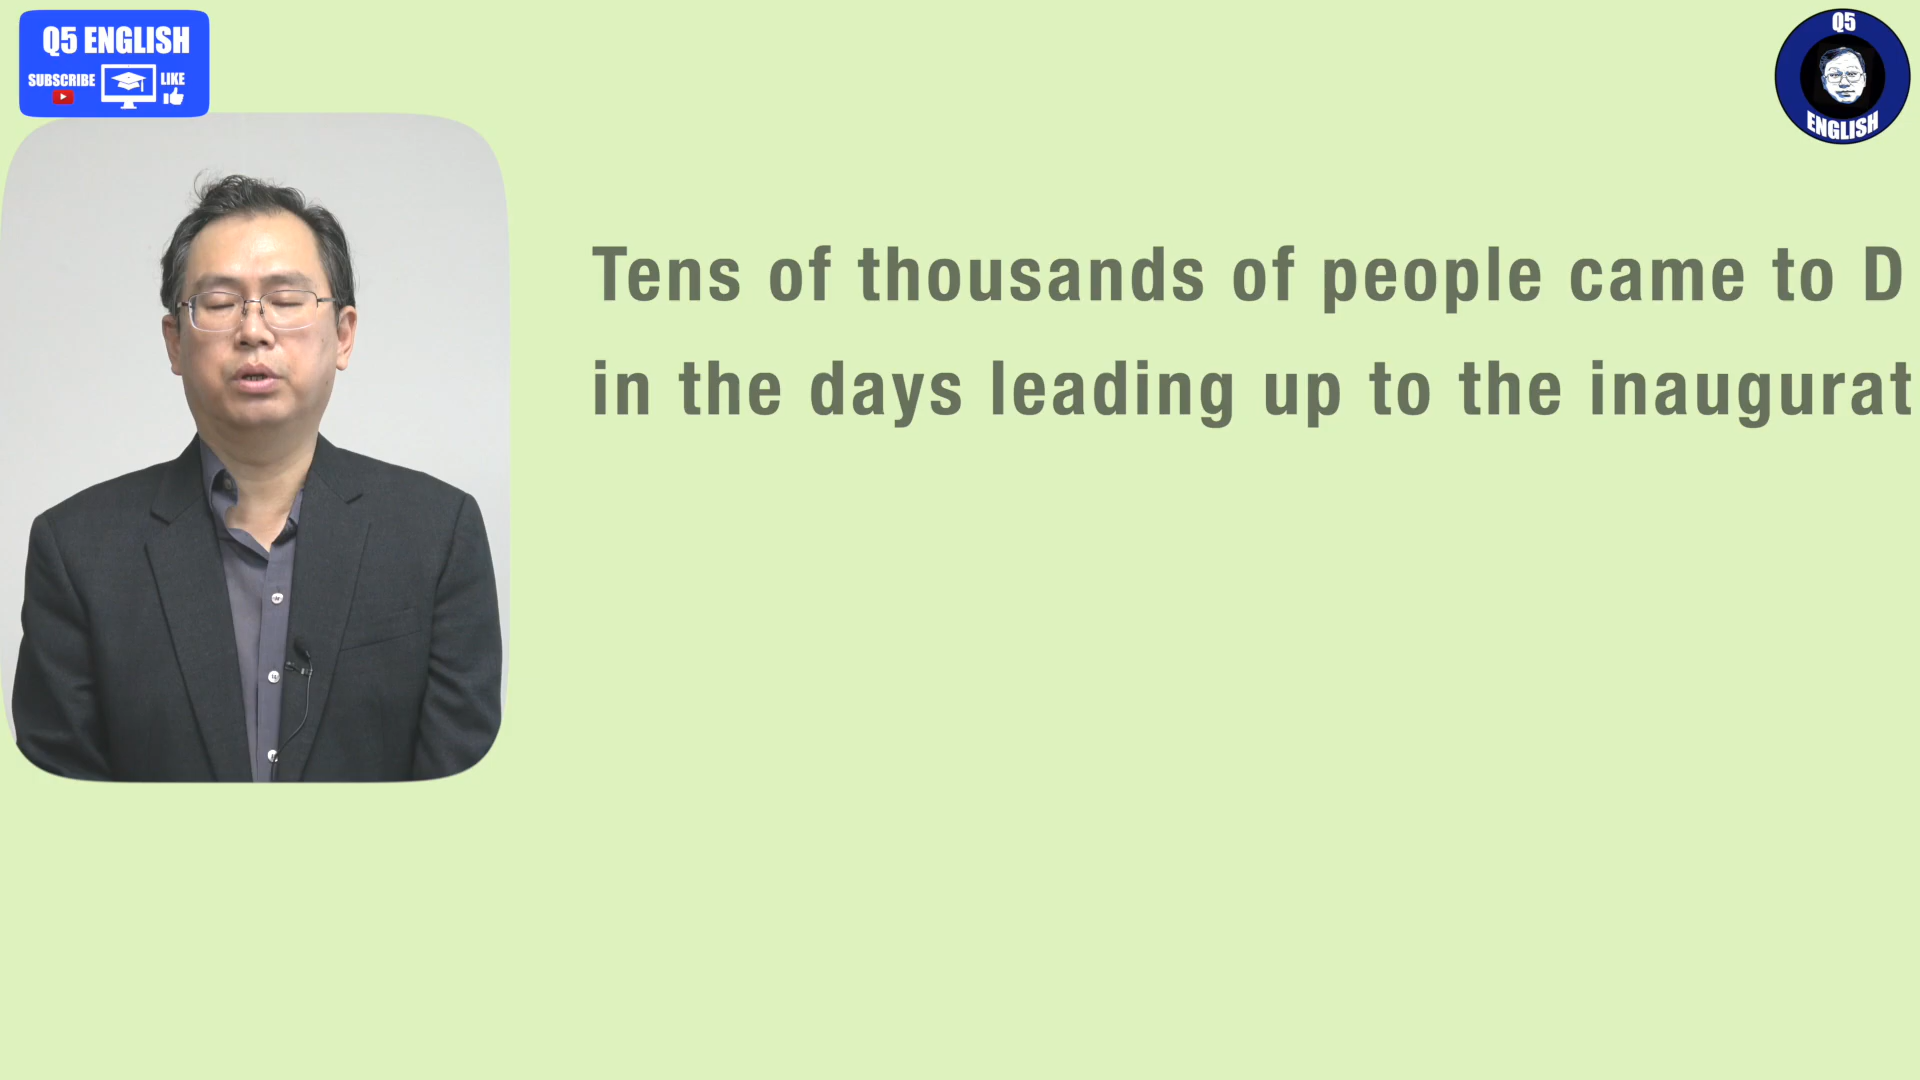 Q5 ENGLISH
SUBSCRIBE
LIKE
Q5
ENGLISH
Tens of thousands of people came to D
in the days leading up to the inaugurat